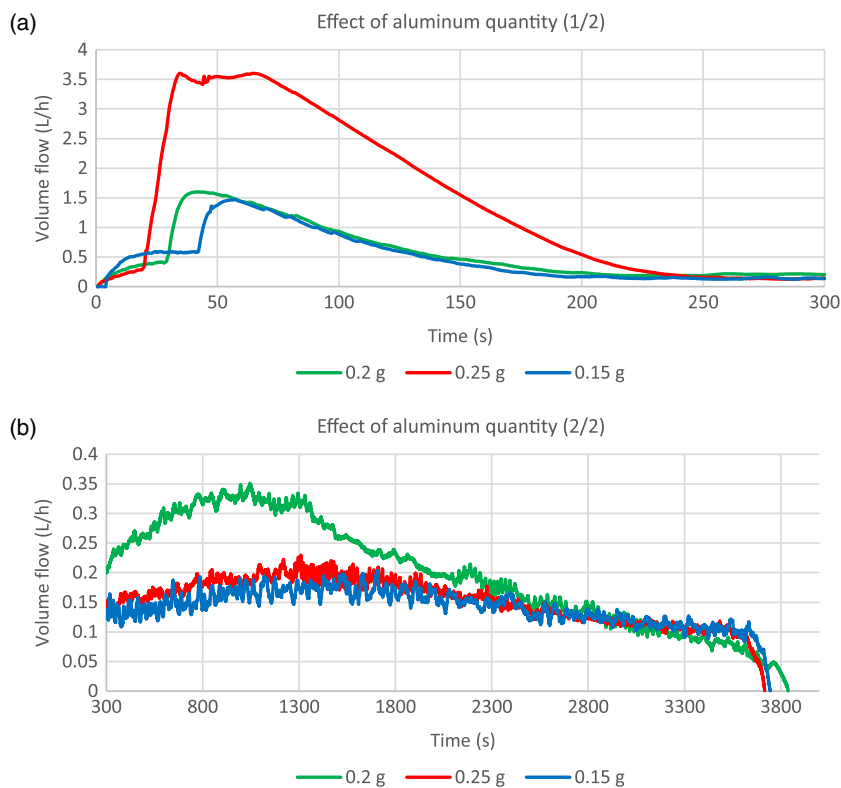 (a)
Effect of aluminum quantity (1/2)
Volume flow (L/h)
4
3.5
3
2.5
2
1.5
1
0.5
0
0 50 100 150 200 250 300
Time (s)
0.2 g 0.25 g 0.15 g
(b)
Effect of aluminum quantity (2/2)
Volume flow (L/h)
0.4
0.35
0.3
0.25
0.2
0.15
0.1
0.05
0
300 800 1300 1800 2300 2800 3300 3800
Time (s)
0.2 g 0.25 g 0.15 g